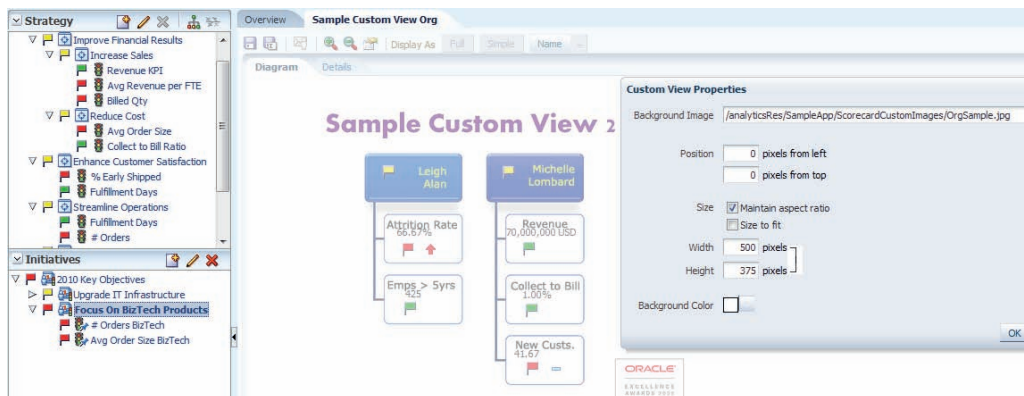 Strategy
Improve Financial Results
Increase Sales
Revenue KPI
Avg Revenue per FTE
Billed Qty
Reduce Cost
Avg Order Size
Collect to Bill Ratio
Enhance Customer Satisfaction
% Early Shipped
Fulfillment Days
Streamline Operations
Fulfillment Days
# Orders
Initiatives
2010 Key Objectives
Upgrade IT Infrastructure
Focus On BizTech Products
# Orders BizTech
Avg Order Size BizTech
Overview Sample Custom View Org
Display As Full Simple Name
Diagram Details
Sample Custom View 2
Leigh
Alan
Attrition Rate
66.67%
Emps > 5yrs
425
Michelle
Lombard
Revenue
70,000,000 USD
Collect to Bill
1.00%
New Custs.
41.67
ORACLE
EXCELLENCE
AWARDS 2020
Custom View Properties
Background Image /analyticsRes/SampleApp/ScorecardCustomImages/OrgSample.jpg
Position 0 pixels from left
0 pixels from top
Size Maintain aspect ratio
Size to fit
Width 500 pixels
Height 375 pixels
Background Color
OK